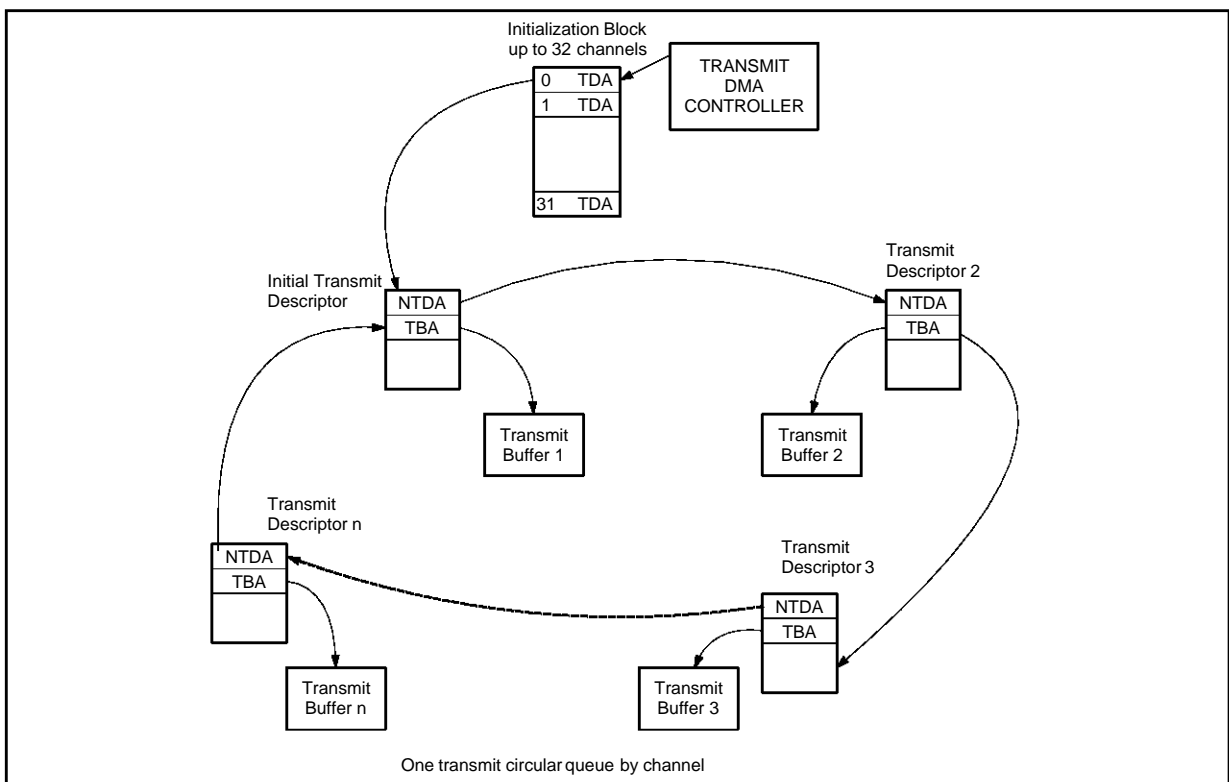 Initialization Block
up to 32 channels
TRANSMIT
DMA
CONTROLLER
0 TDA
1 TDA
31 TDA
Initial Transmit
Descriptor
NTDA
TBA
Transmit
Descriptor 2
NTDA
TBA
Transmit
Buffer 1
Transmit
Buffer 2
Transmit
Descriptor n
NTDA
TBA
Transmit
Descriptor 3
NTDA
TBA
Transmit
Buffer n
Transmit
Buffer 3
One transmit circular queue by channel